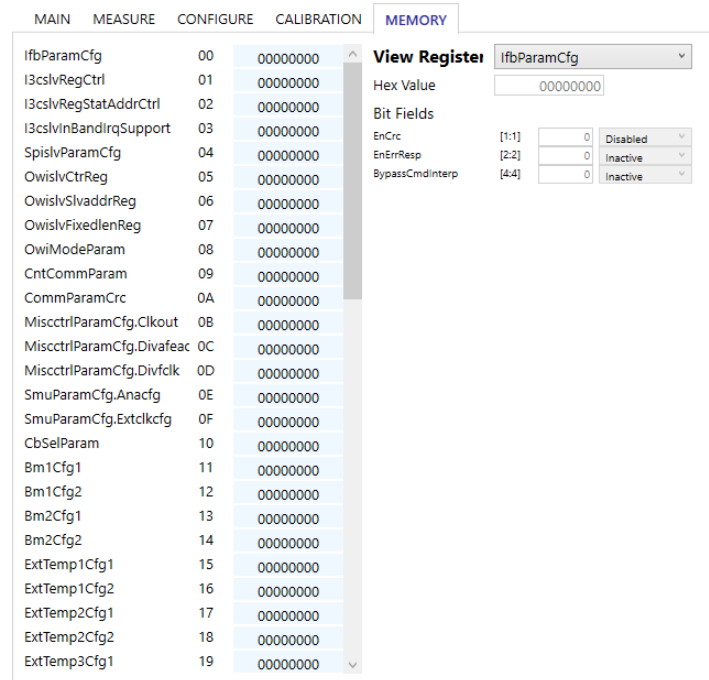 MAIN MEASURE CONFIGURE CALIBRATION MEMORY
IfbParamCfg 00 00000000
I3cslvRegCtrl 01 00000000
I3cslvRegStatAddrCtrl 02 00000000
I3cslvInBandIrqSupport 03 00000000
SpislvParamCfg 04 00000000
OwislvCtrReg 05 00000000
OwislvSlvaddrReg 06 00000000
OwislvFixedlenReg 07 00000000
OwiModeParam 08 00000000
CntCommParam 09 00000000
CommParamCrc 0A 00000000
MiscctrlParamCfg.Clkout 0B 00000000
MiscctrlParamCfg.Divafeac 0C 00000000
MiscctrlParamCfg.Divfclk 0D 00000000
SmuParamCfg.Anacfg 0E 00000000
SmuParamCfg.Extclkcfg 0F 00000000
CbSelParam 10 00000000
Bm1Cfg1 11 00000000
Bm1Cfg2 12 00000000
Bm2Cfg1 13 00000000
Bm2Cfg2 14 00000000
ExtTemp1Cfg1 15 00000000
ExtTemp1Cfg2 16 00000000
ExtTemp2Cfg1 17 00000000
ExtTemp2Cfg2 18 00000000
ExtTemp3Cfg1 19 00000000
View Register IfbParamCfg
Hex Value 00000000
Bit Fields
EnCrc [1:1] 0 Disabled
EnErrResp [2:2] 0 Inactive
BypassCmdInterp [4:4] 0 Inactive